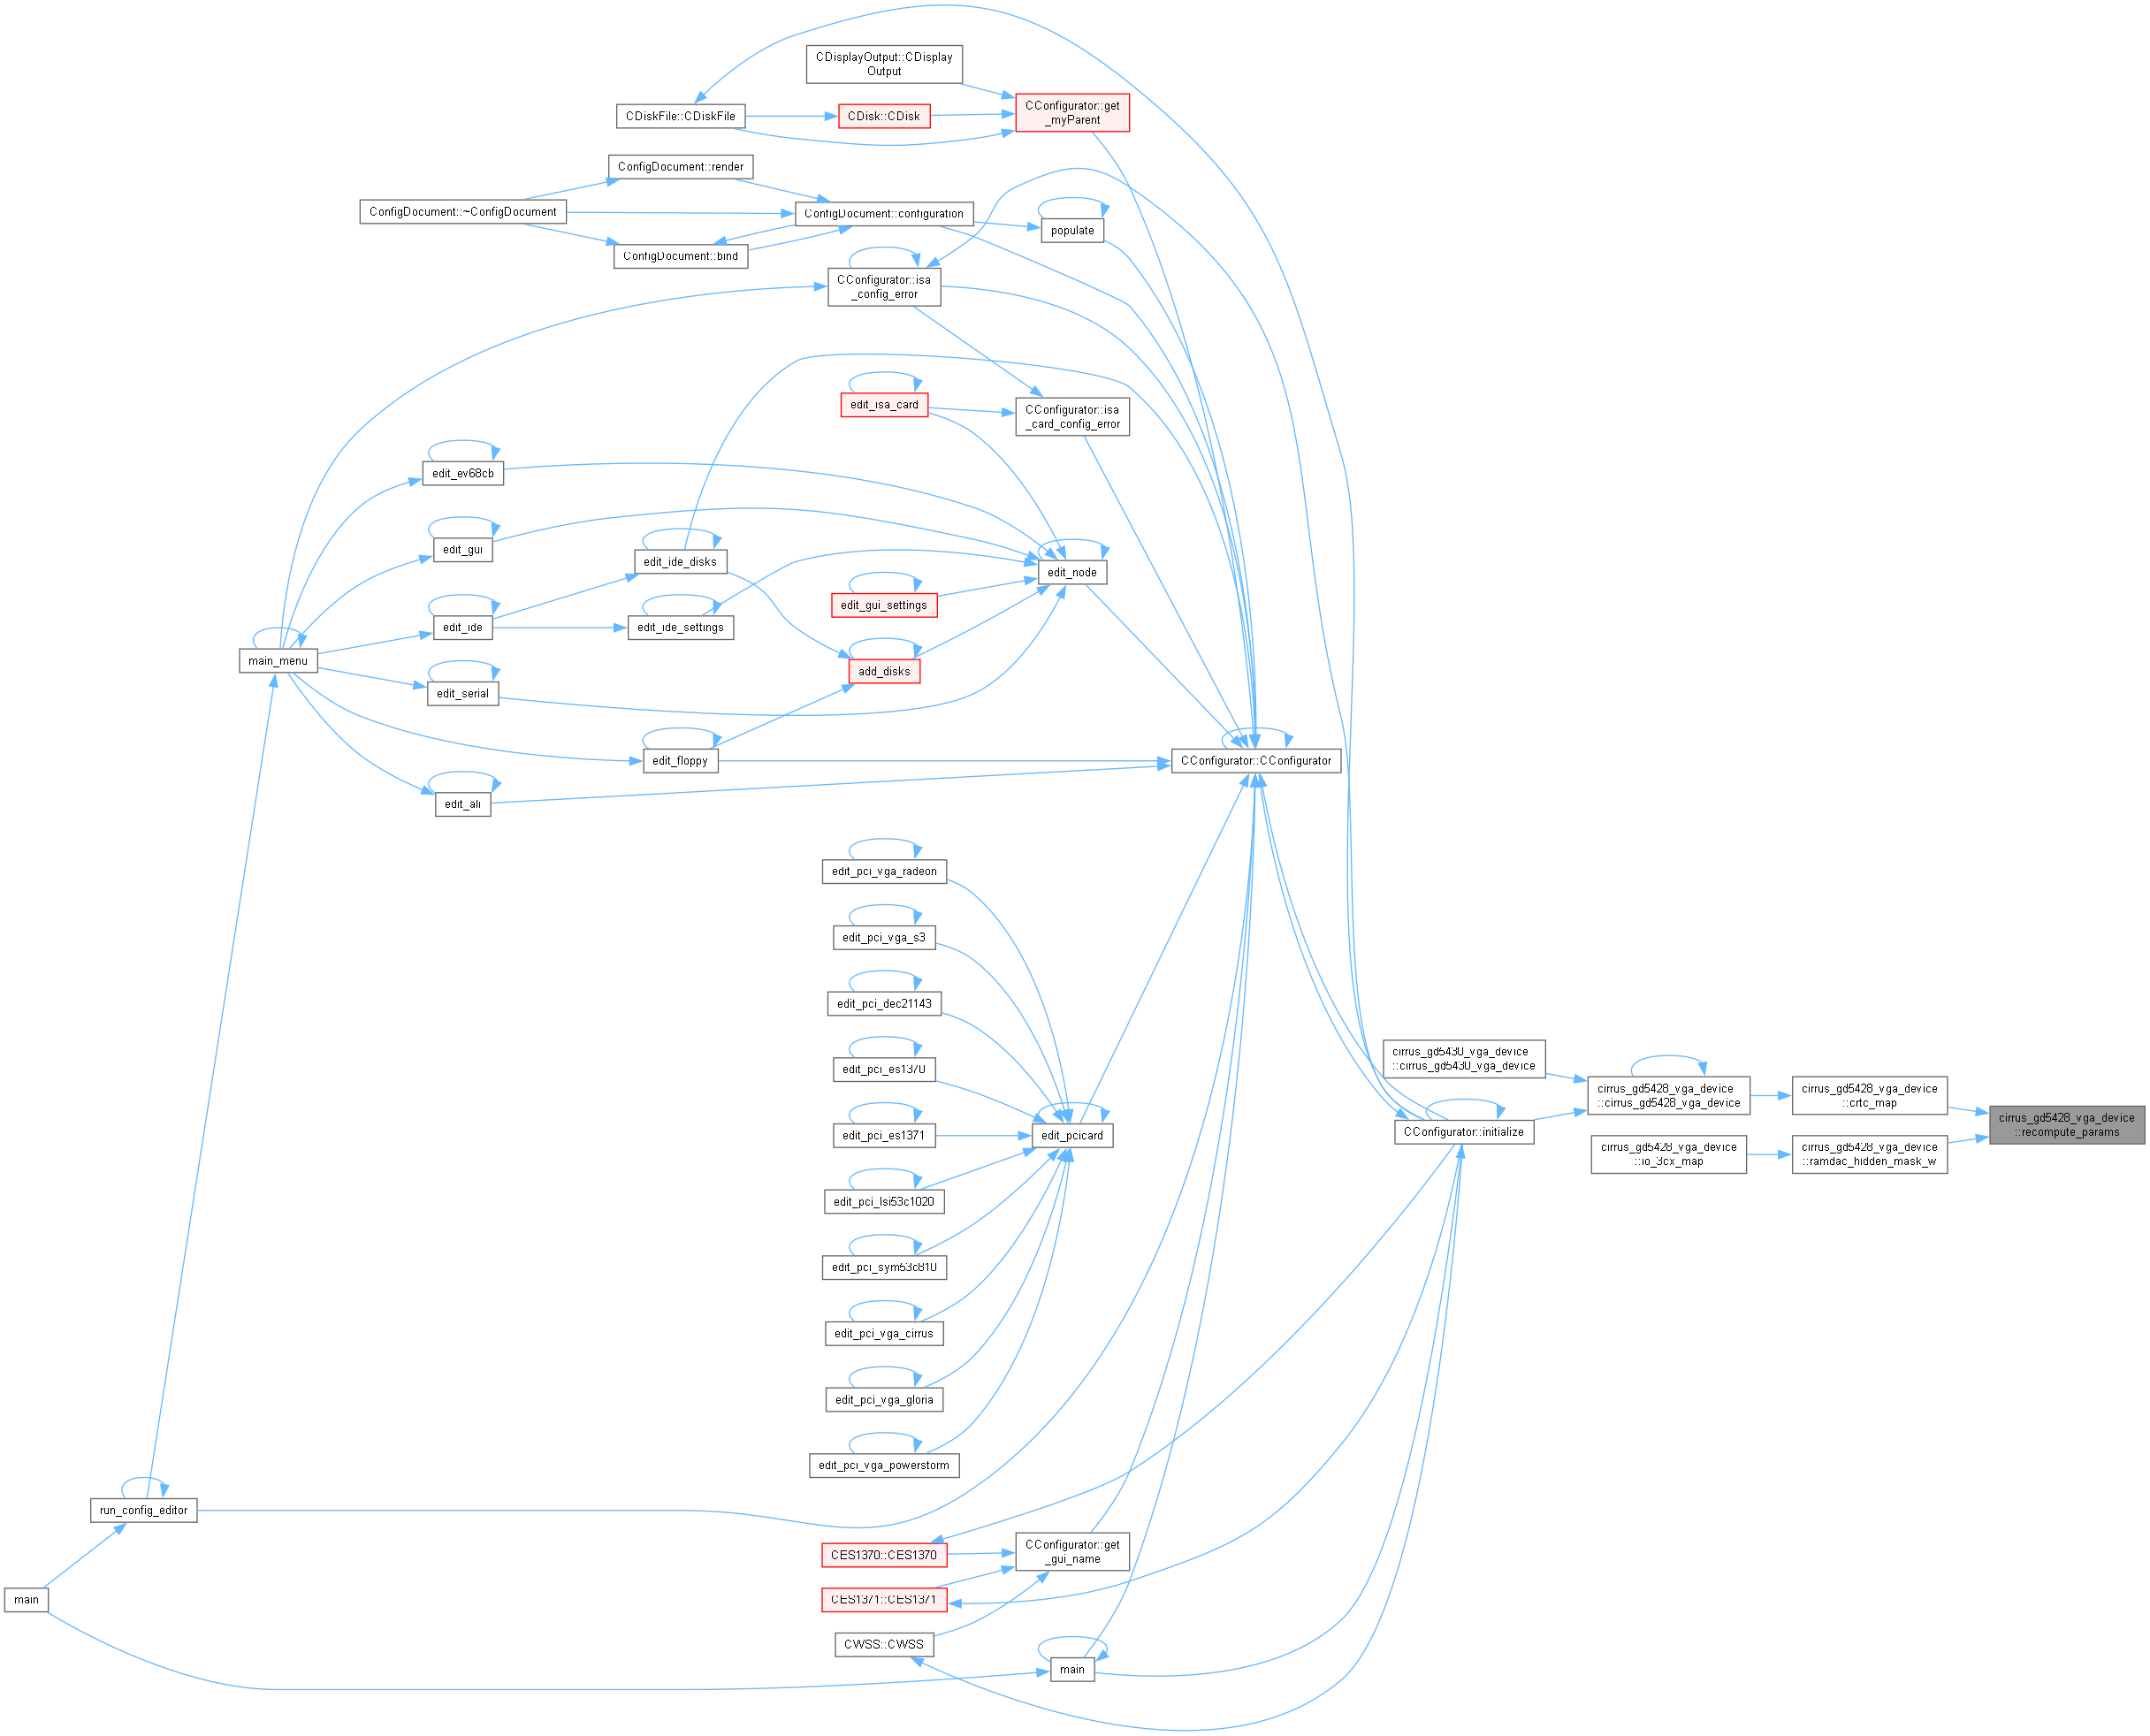 CDisplayOutput::CDisplay
Output
CConfigurator::get
_myParent
CDiskFile::CDiskFile
CDisk::CDisk
ConfigDocument::render
ConfigDocument::~ConfigDocument
ConfigDocument::configuration
populate
ConfigDocument::bind
CConfigurator::isa
_config_error
edit_isa_card
CConfigurator::isa
_card_config_error
edit_ev68cb
edit_gui
edit_ide_disks
edit_node
edit_gui_settings
edit_ide
edit_ide_settings
main_menu
add_disks
edit_serial
edit_floppy
CConfigurator::CConfigurator
edit_ali
edit_pci_vga_radeon
edit_pci_vga_s3
edit_pci_dec21143
edit_pci_es1370
edit_pci_es1371
edit_pcicard
edit_pci_lsi53c1020
edit_pci_sym53c810
edit_pci_vga_cirrus
edit_pci_vga_gloria
edit_pci_vga_powerstorm
cirrus_gd5430_vga_device
::cirrus_gd5430_vga_device
cirrus_gd5428_vga_device
::cirrus_gd5428_vga_device
cirrus_gd5428_vga_device
::crtc_map
cirrus_gd5428_vga_device
::recompute_params
CConfigurator::initialize
cirrus_gd5428_vga_device
::io_3cx_map
cirrus_gd5428_vga_device
::ramdac_hidden_mask_w
run_config_editor
CES1370::CES1370
CConfigurator::get
_gui_name
main
CES1371::CES1371
CWSS::CWSS
main